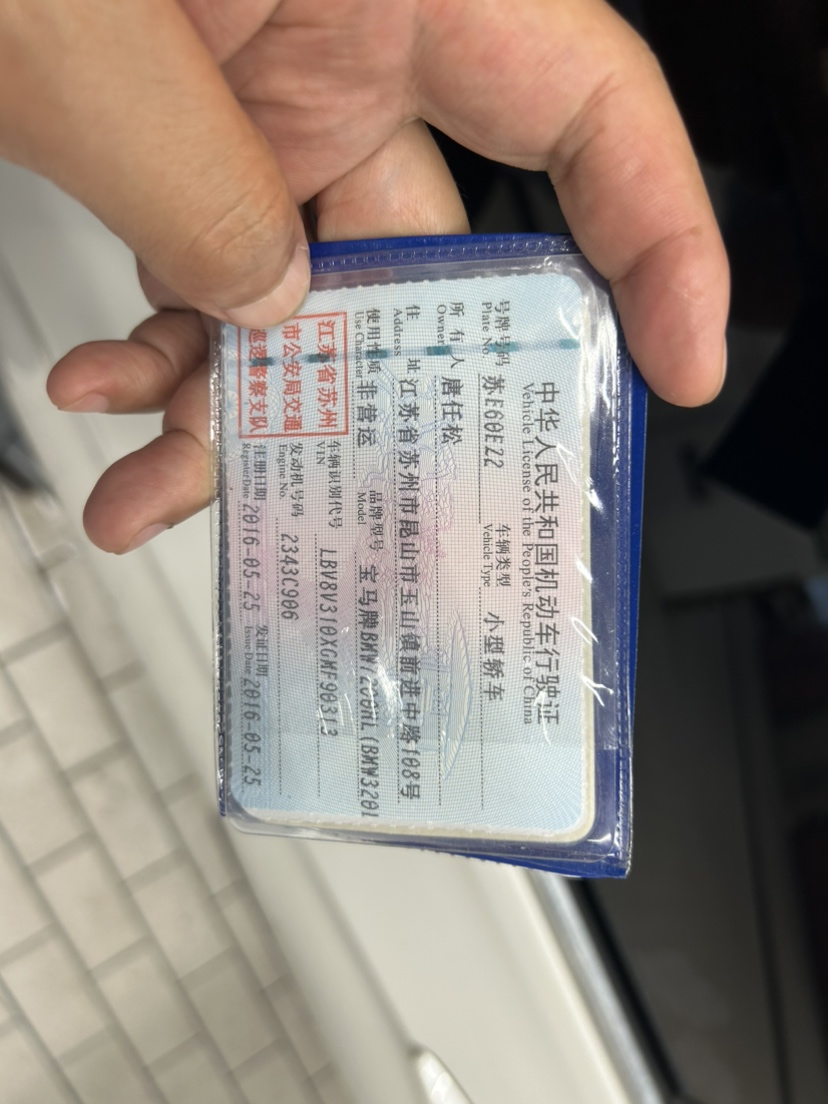 中华人民共和国机动车行驶证
Vehicle License of the People's Republic of China
号牌号码 苏E60E22 车辆类型 小型轿车
Plate No. Vehicle Type
所有人 唐任松
Owner
住址 江苏省苏州市昆山市玉山镇前进中路108号
Address
使用性质 非营运 品牌型号 宝马牌BMW7200ML(BMW320L
Use Character Model
江苏省苏州
市公安局交通
巡逻警察支队
车辆识别代号 LBV8V310XGMF90313
VIN
发动机号码 2343C906
Engine No.
注册日期 2016-05-25 发证日期 2016-05-25
Register Date Issue Date